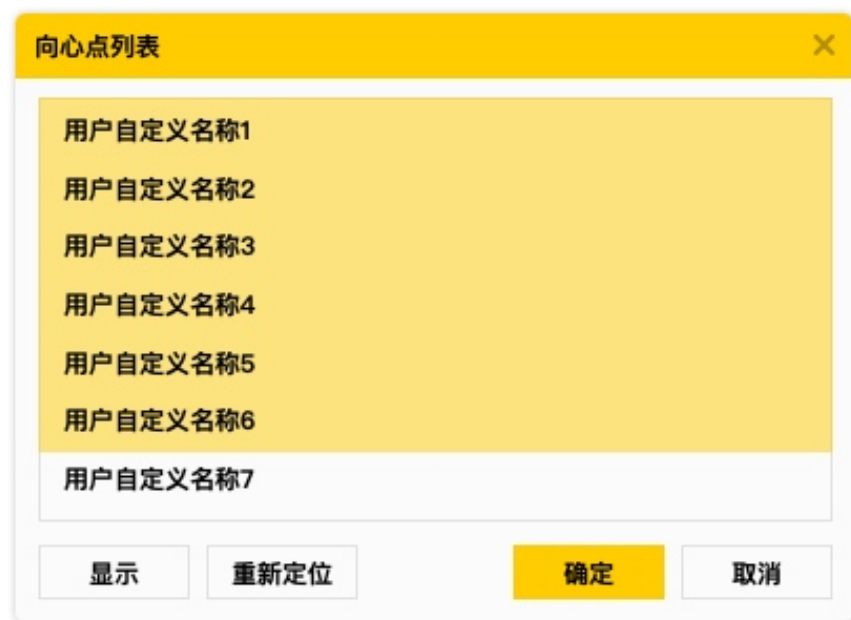 向心点列表
用户自定义名称1
用户自定义名称2
用户自定义名称3
用户自定义名称4
用户自定义名称5
用户自定义名称6
用户自定义名称7
显示 重新定位 确定 取消